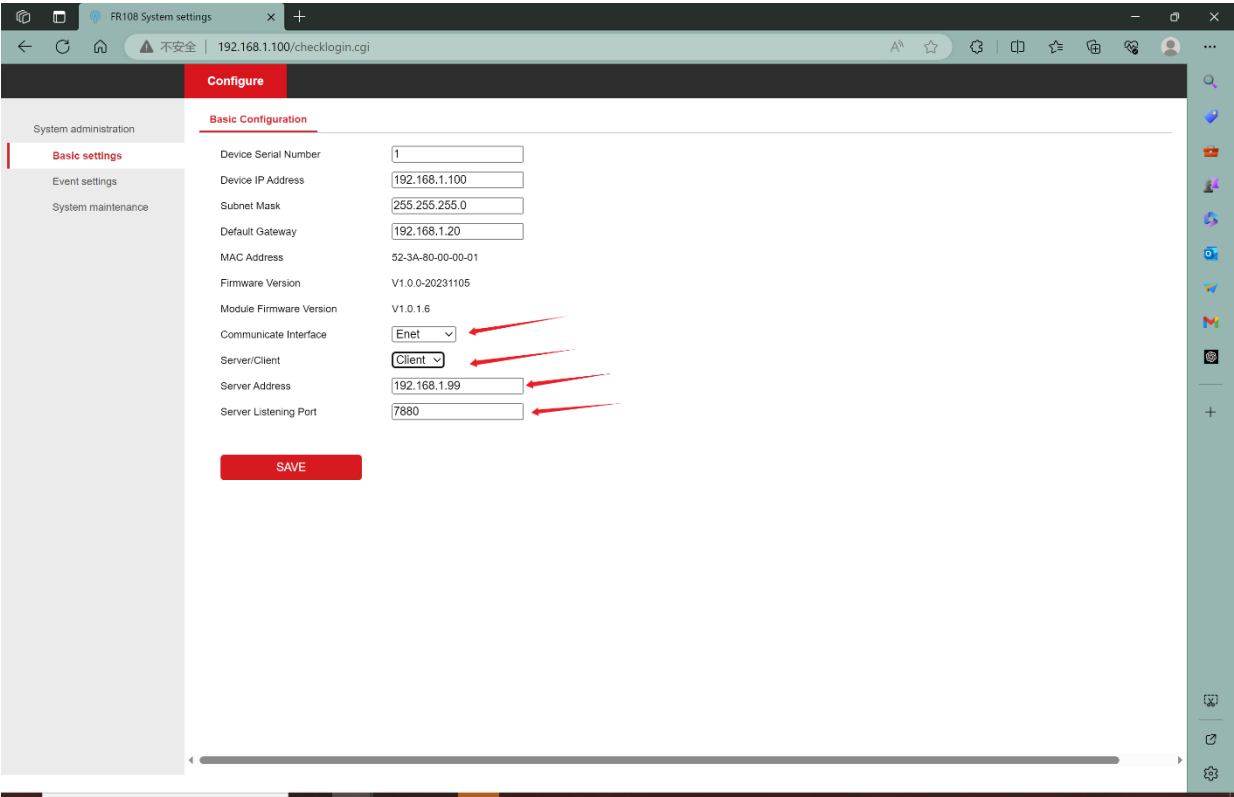 FR108 System settings
不安全 192.168.1.100/checklogin.cgi
Configure
System administration
Basic settings
Event settings
System maintenance
Basic Configuration
Device Serial Number 1
Device IP Address 192.168.1.100
Subnet Mask 255.255.255.0
Default Gateway 192.168.1.20
MAC Address 52-3A-80-00-00-01
Firmware Version V1.0.0-20231105
Module Firmware Version V1.0.1.6
Communicate Interface Enet
Server/Client Client
Server Address 192.168.1.99
Server Listening Port 7880
SAVE